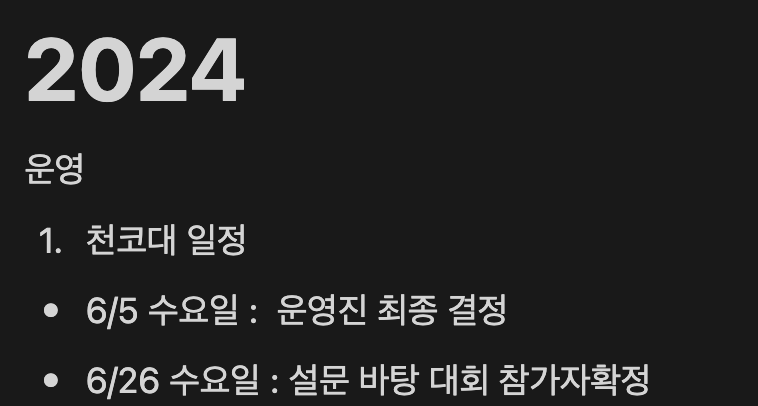 2024
운영
1. 천코대 일정
• 6/5 수요일 : 운영진 최종 결정
• 6/26 수요일 : 설문 바탕 대회 참가자확정